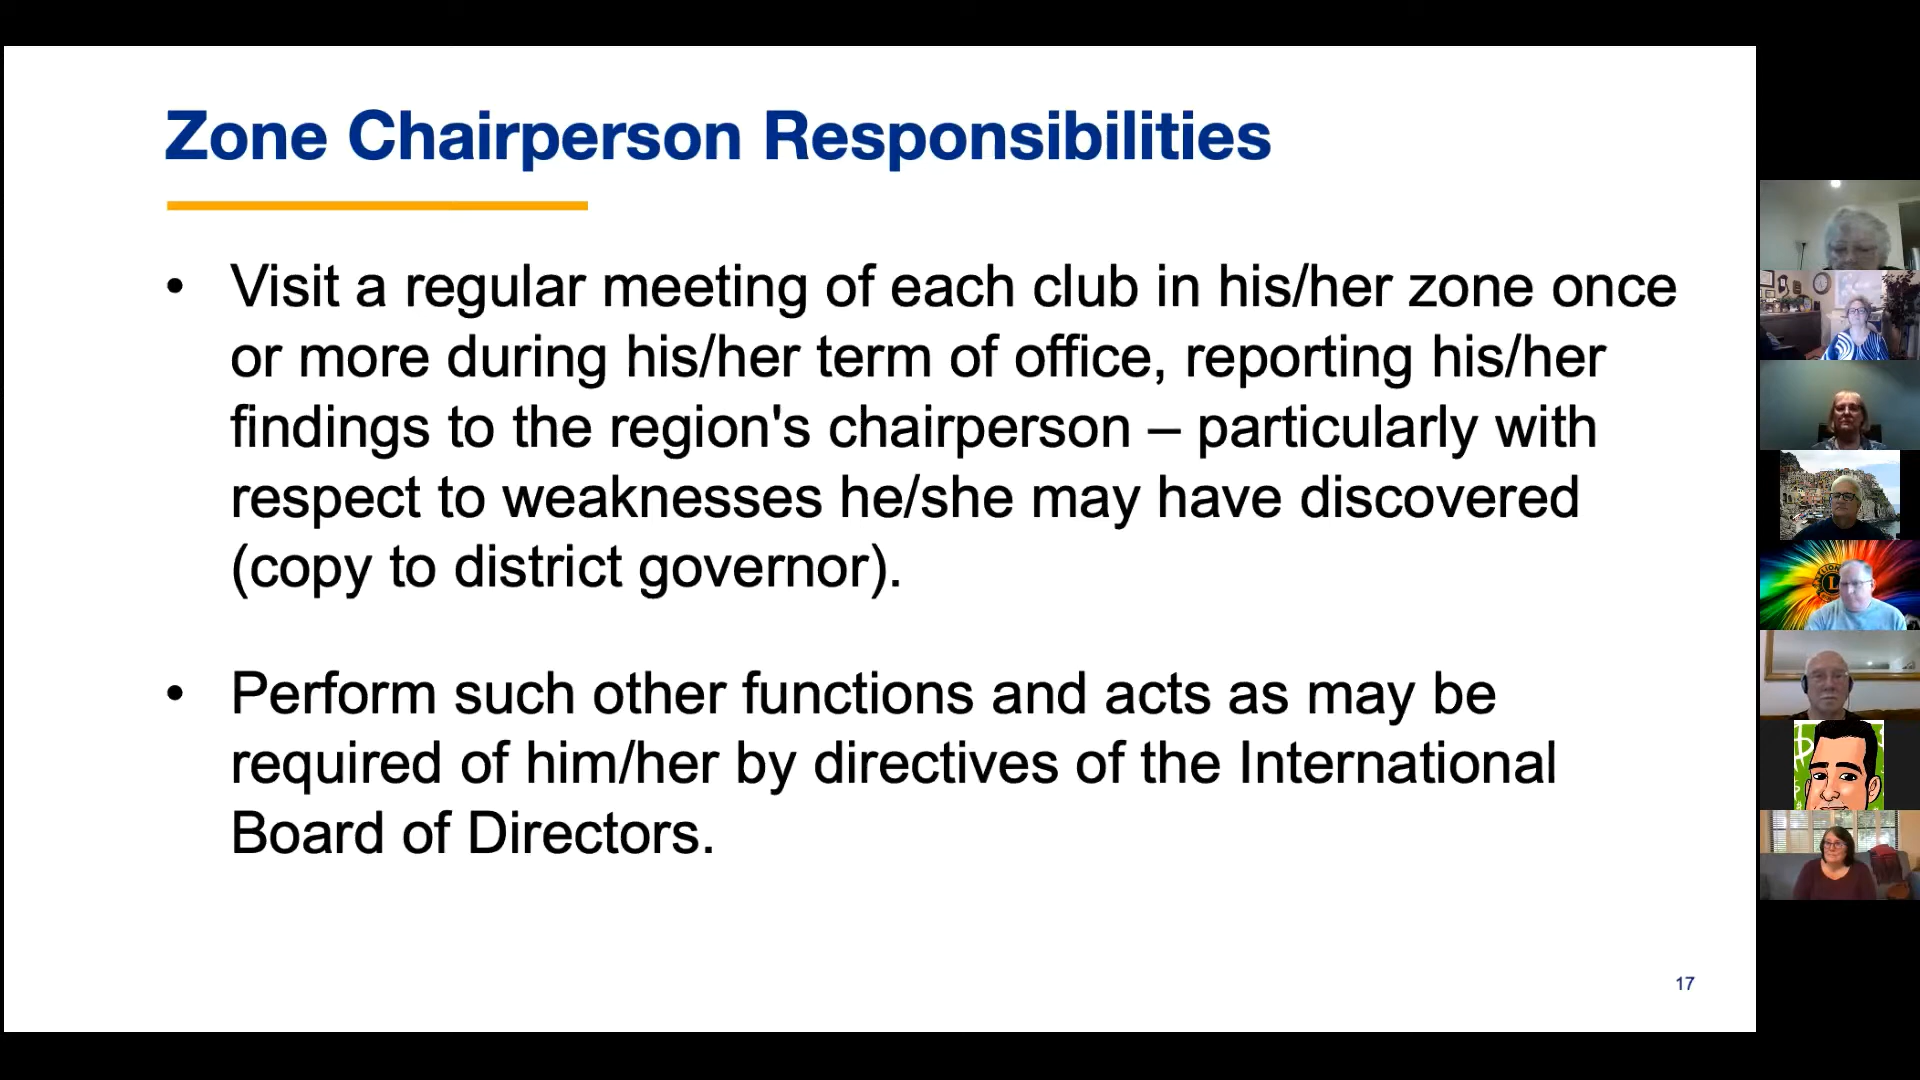 Zone Chairperson Responsibilities
• Visit a regular meeting of each club in his/her zone once
or more during his/her term of office, reporting his/her
findings to the region's chairperson – particularly with
respect to weaknesses he/she may have discovered
(copy to district governor).
• Perform such other functions and acts as may be
required of him/her by directives of the International
Board of Directors.
17